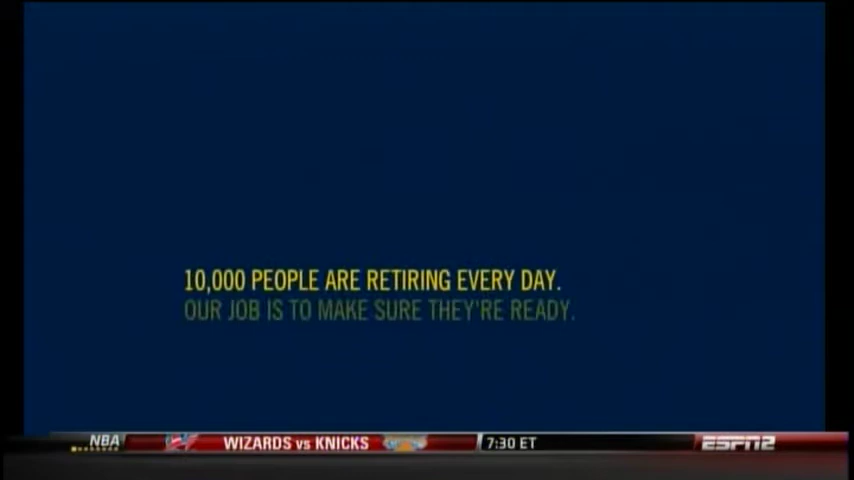 10,000 PEOPLE ARE RETIRING EVERY DAY.
OUR JOB IS TO MAKE SURE THEY'RE READY.
NBA WIZARDS vs KNICKS 7:30 ET ESPN2